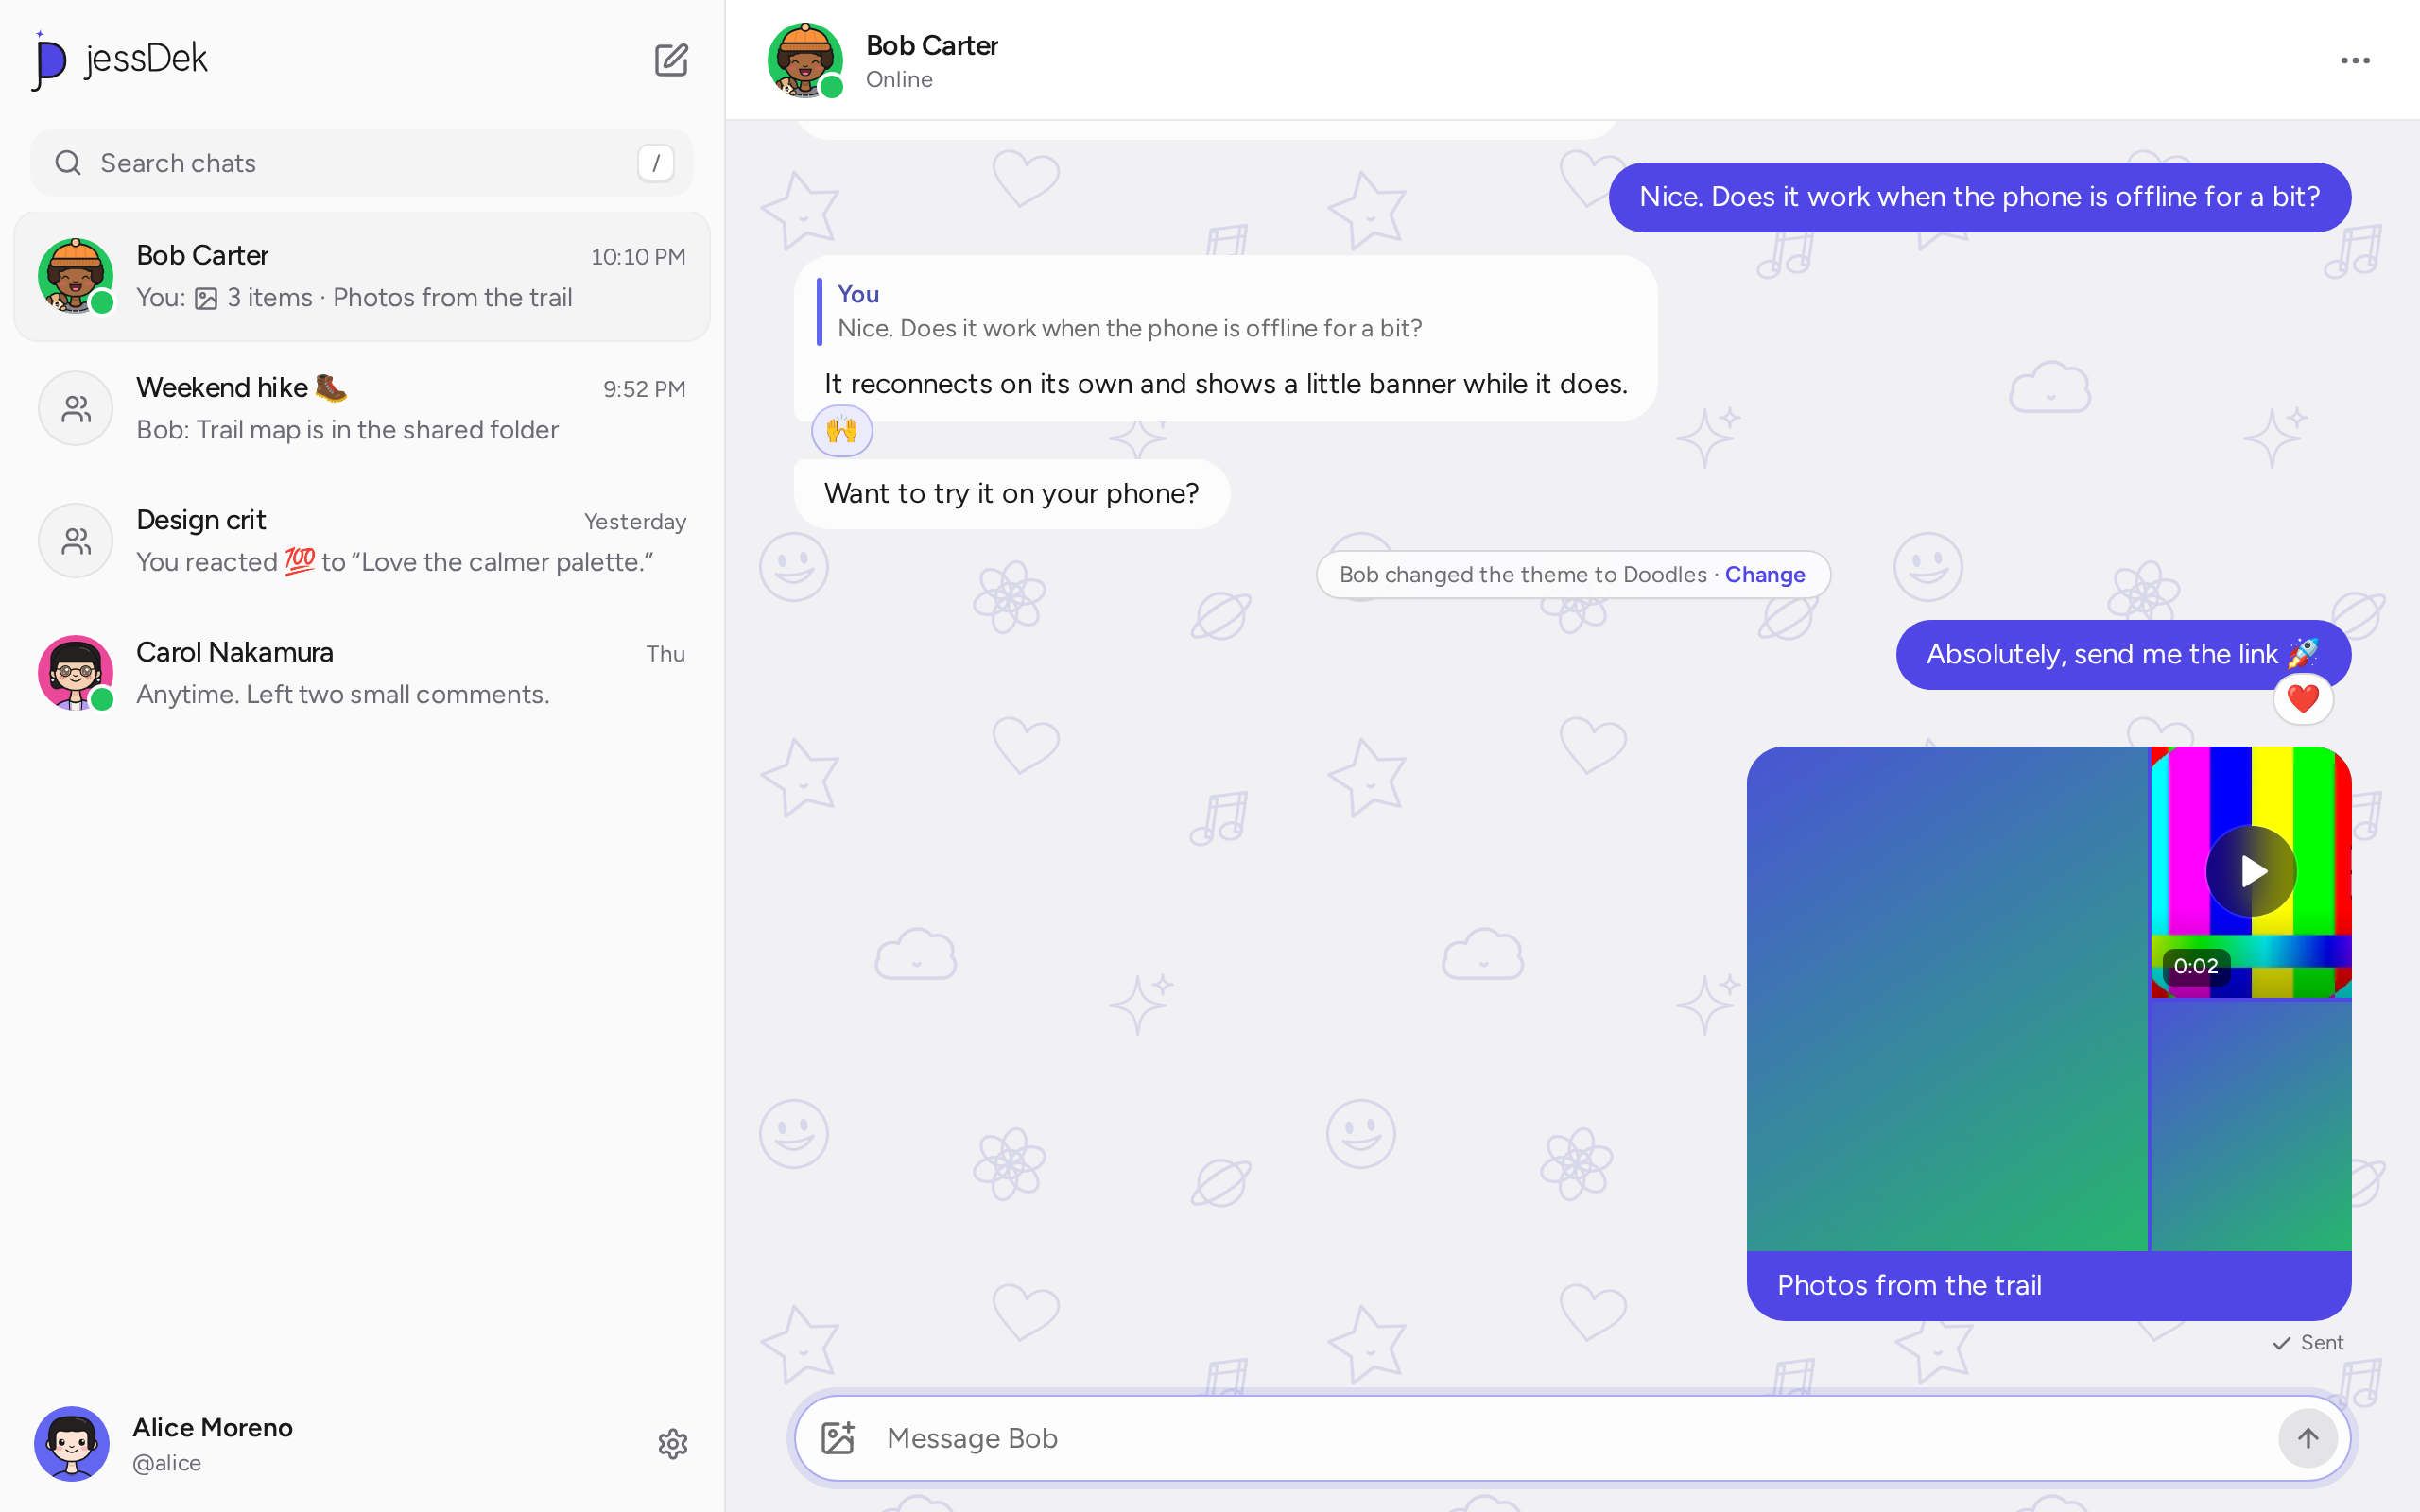 jessDek
Search chats
/
Bob Carter
10:10 PM
You: 3 items · Photos from the trail
Weekend hike 🥾
9:52 PM
Bob: Trail map is in the shared folder
Design crit
Yesterday
You reacted 💯 to “Love the calmer palette.”
Carol Nakamura
Thu
Anytime. Left two small comments.
Alice Moreno
@alice
Bob Carter
Online
Nice. Does it work when the phone is offline for a bit?
You
Nice. Does it work when the phone is offline for a bit?
It reconnects on its own and shows a little banner while it does.
🙌
Want to try it on your phone?
Bob changed the theme to Doodles · Change
Absolutely, send me the link 🚀
❤️
0:02
Photos from the trail
Sent
Message Bob